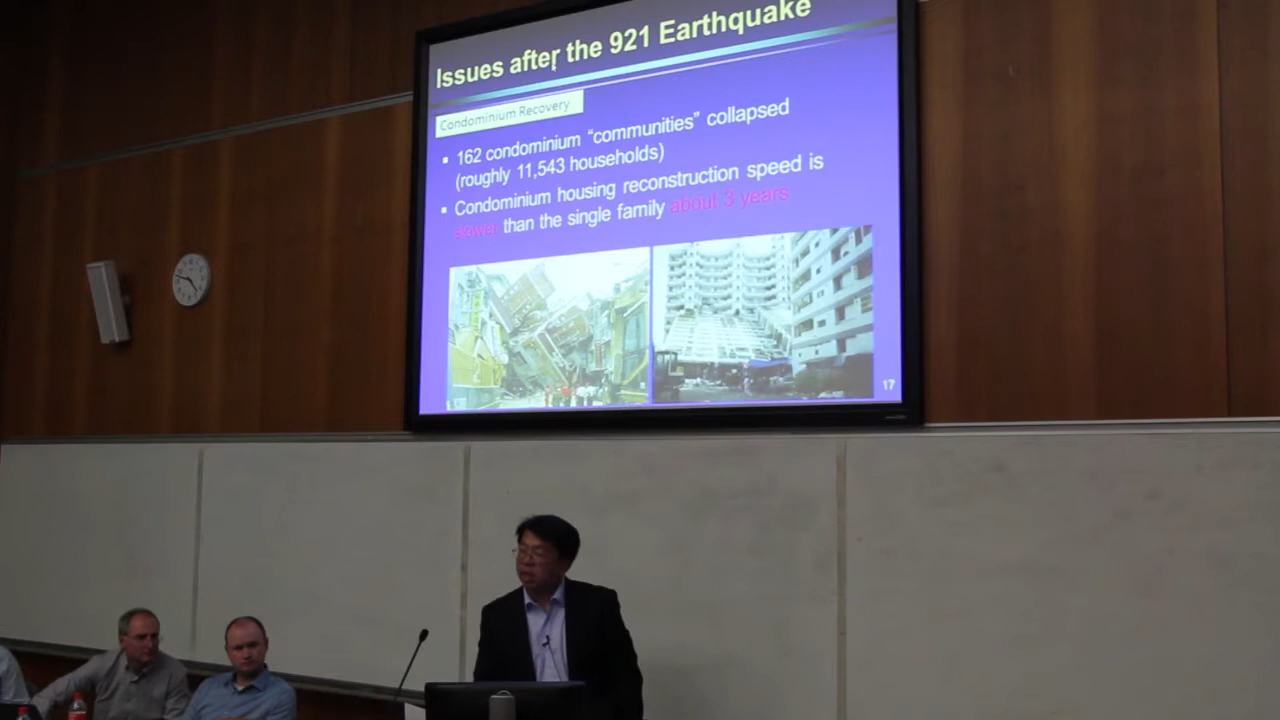 Issues after the 921 Earthquake
Condominium Recovery
▪ 162 condominium “communities” collapsed
(roughly 11,543 households)
▪ Condominium housing reconstruction speed is
slower than the single family about 3 years
17